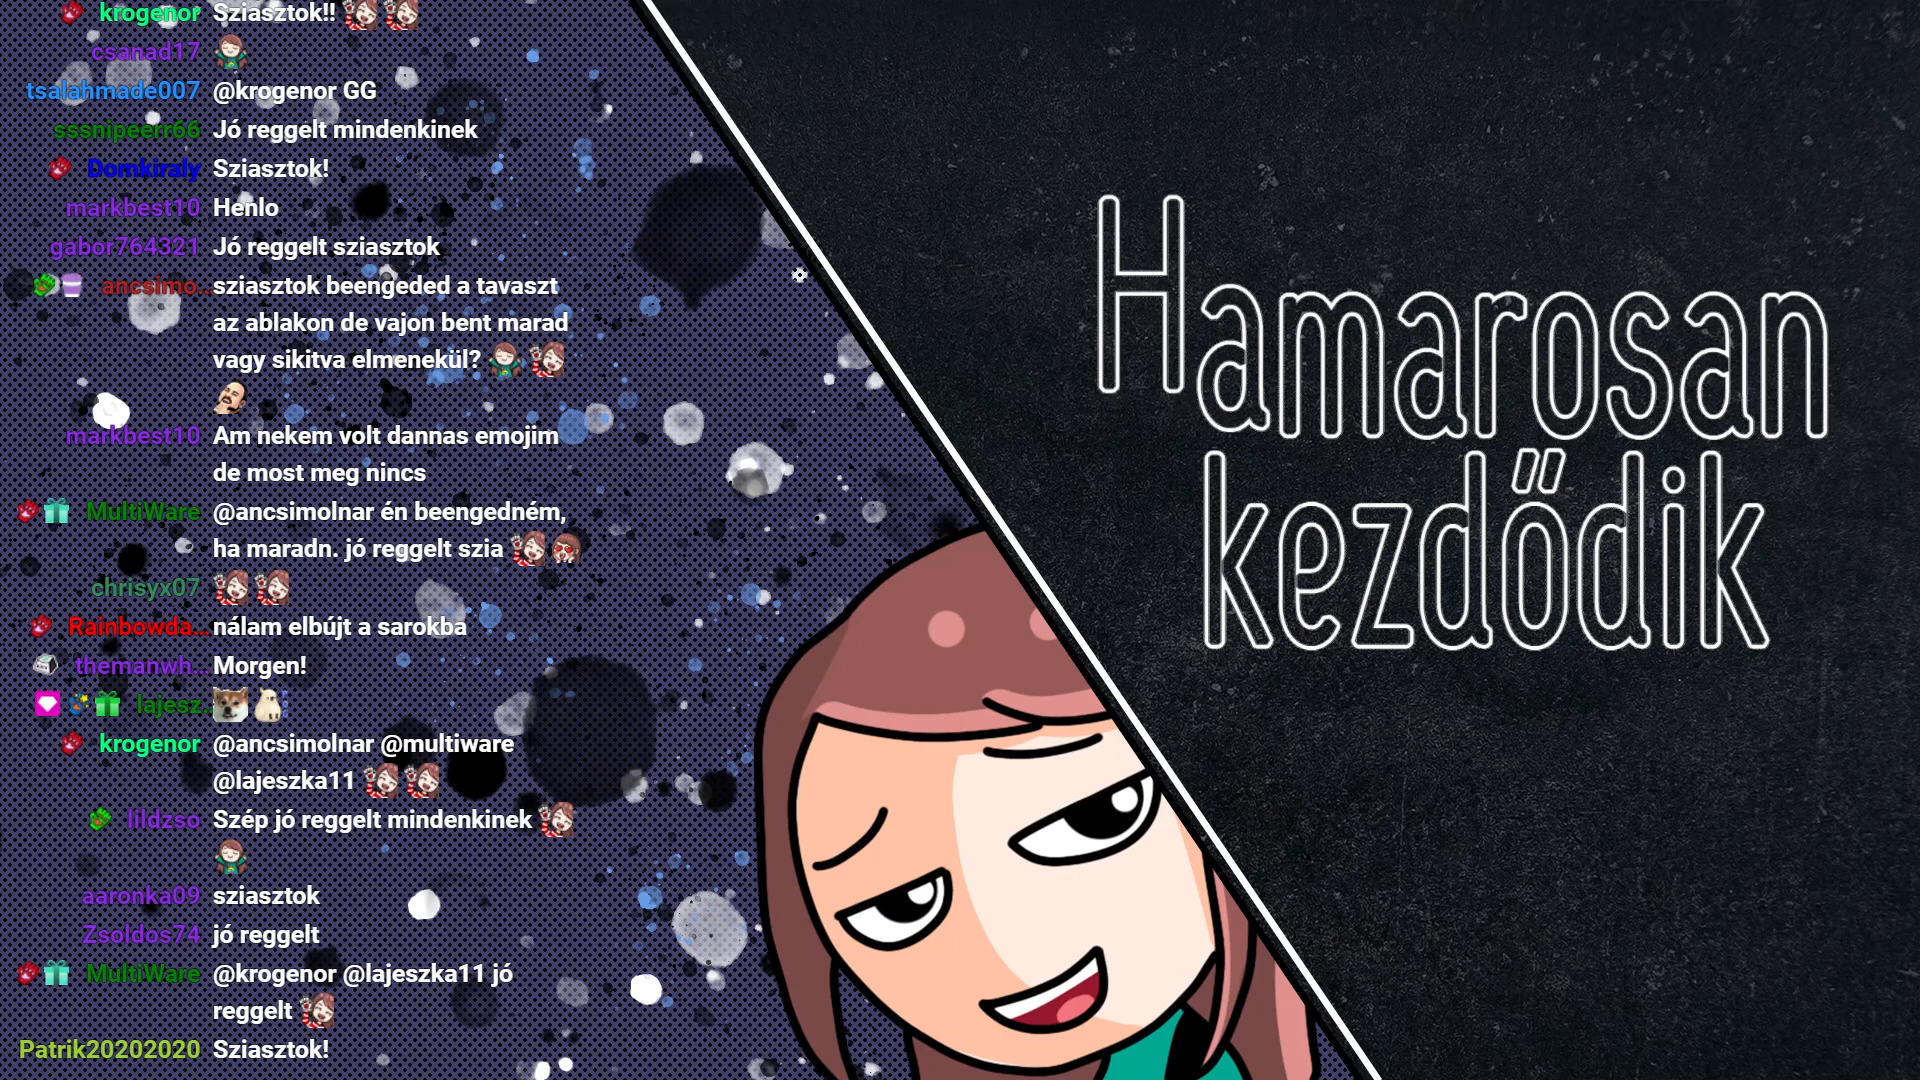 krogenor Sziasztok!!
csanad17
tsalahmade007 @krogenor GG
sssnipeerr66 Jó reggelt mindenkinek
Domkiraly Sziasztok!
markbest10 Henlo
gabor764321 Jó reggelt sziasztok
ancsimo... sziasztok beengeded a tavaszt
az ablakon de vajon bent marad
vagy sikitva elmenekül?
markbest10 Am nekem volt dannas emojim
de most meg nincs
MultiWare @ancsimolnar én beengedném,
ha maradn. jó reggelt szia
chrisyx07
Rainbowda... nálam elbújt a sarokba
themanwh... Morgen!
lajesz...
krogenor @ancsimolnar @multiware
@lajeszka11
lildzso Szép jó reggelt mindenkinek
aaronka09 sziasztok
Zsoldos74 jó reggelt
MultiWare @krogenor @lajeszka11 jó
reggelt
Patrik20202020 Sziasztok!
Hamarosan
kezdődik